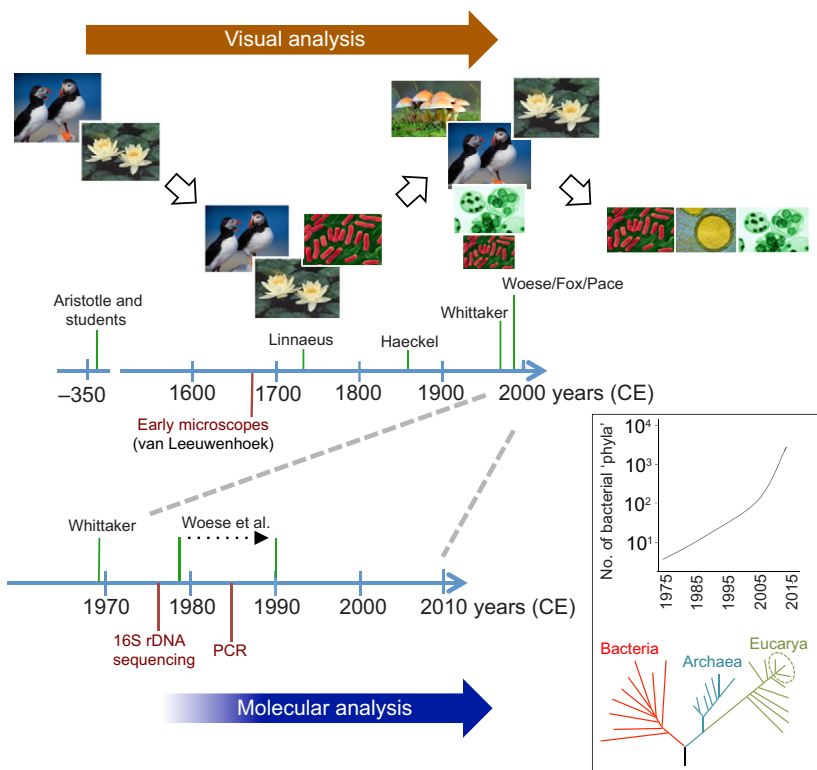 Visual analysis
Aristotle and
students
Linnaeus
Haeckel
Whittaker
Woese/Fox/Pace
–350
1600
1700
1800
1900
2000 years (CE)
Early microscopes
(van Leeuwenhoek)
Whittaker
Woese et al.
1970
1980
1990
2000
2010 years (CE)
16S rDNA
sequencing
PCR
Molecular analysis
No. of bacterial ‘phyla’
10⁴
10³
10²
10¹
1975
1985
1995
2005
2015
Bacteria
Archaea
Eucarya